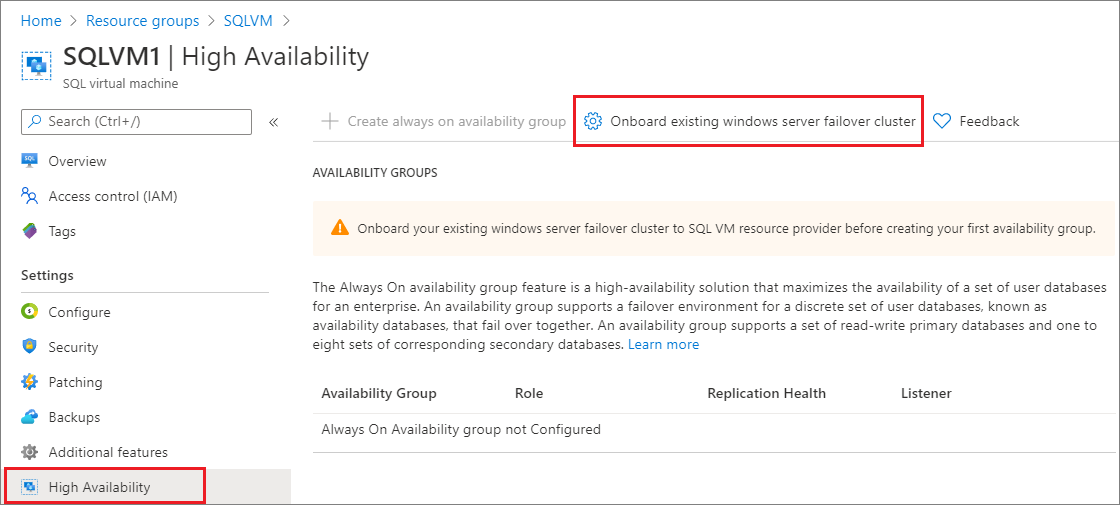 Home > Resource groups > SQLVM >
SQLVM1 | High Availability
SQL virtual machine
Search (Ctrl+/)
«
Overview
Access control (IAM)
Tags
Settings
Configure
Security
Patching
Backups
Additional features
High Availability
Create always on availability group
Onboard existing windows server failover cluster
Feedback
AVAILABILITY GROUPS
Onboard your existing windows server failover cluster to SQL VM resource provider before creating your first availability group.
The Always On availability group feature is a high-availability solution that maximizes the availability of a set of user databases
for an enterprise. An availability group supports a failover environment for a discrete set of user databases, known as
availability databases, that fail over together. An availability group supports a set of read-write primary databases and one to
eight sets of corresponding secondary databases. Learn more
Availability Group Role Replication Health Listener
Always On Availability group not Configured